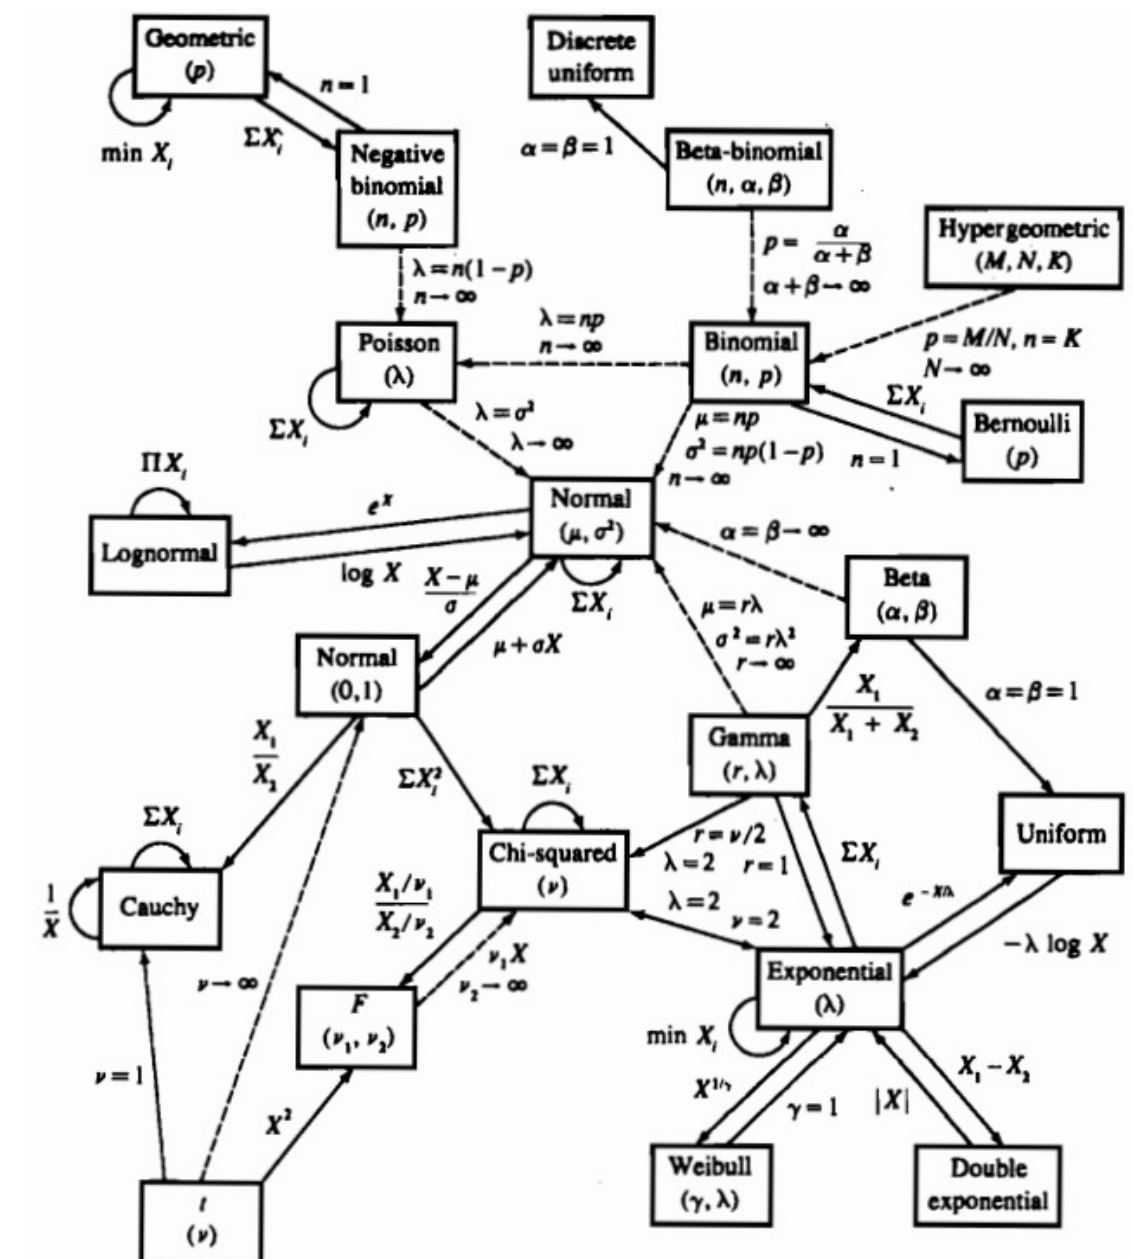 Geometric
(p)
min X_i
n = 1
ΣX_i
Negative
binomial
(n, p)
Discrete
uniform
α = β = 1
Beta-binomial
(n, α, β)
Hypergeometric
(M, N, K)
λ = n(1 − p)
n → ∞
p = α/(α + β)
α + β → ∞
λ = np
n → ∞
p = M/N, n = K
N → ∞
Poisson
(λ)
ΣX_i
Binomial
(n, p)
ΣX_i
n = 1
Bernoulli
(p)
λ = σ²
λ → ∞
μ = np
σ² = np(1 − p)
n → ∞
ΠX_i
Lognormal
e^X
log X
Normal
(μ, σ²)
ΣX_i
α = β → ∞
Beta
(α, β)
(X − μ)/σ
μ + σX
μ = rλ
σ² = rλ²
r → ∞
Normal
(0,1)
X_1/(X_1 + X_2)
α = β = 1
Gamma
(r, λ)
X_1/X_2
ΣX_i²
ΣX_i
Uniform
ΣX_i
Chi-squared
(ν)
r = ν/2
λ = 2
r = 1
ΣX_i
1/X
Cauchy
(X_1/ν_1)/(X_2/ν_2)
λ = 2
ν = 2
e^{−X/λ}
−λ log X
ν_1 X
ν_2 → ∞
ν → ∞
F
(ν_1, ν_2)
Exponential
(λ)
min X_i
ν = 1
X²
X^{1/γ}
γ = 1
|X|
X_1 − X_2
Weibull
(γ, λ)
Double
exponential
t
(ν)